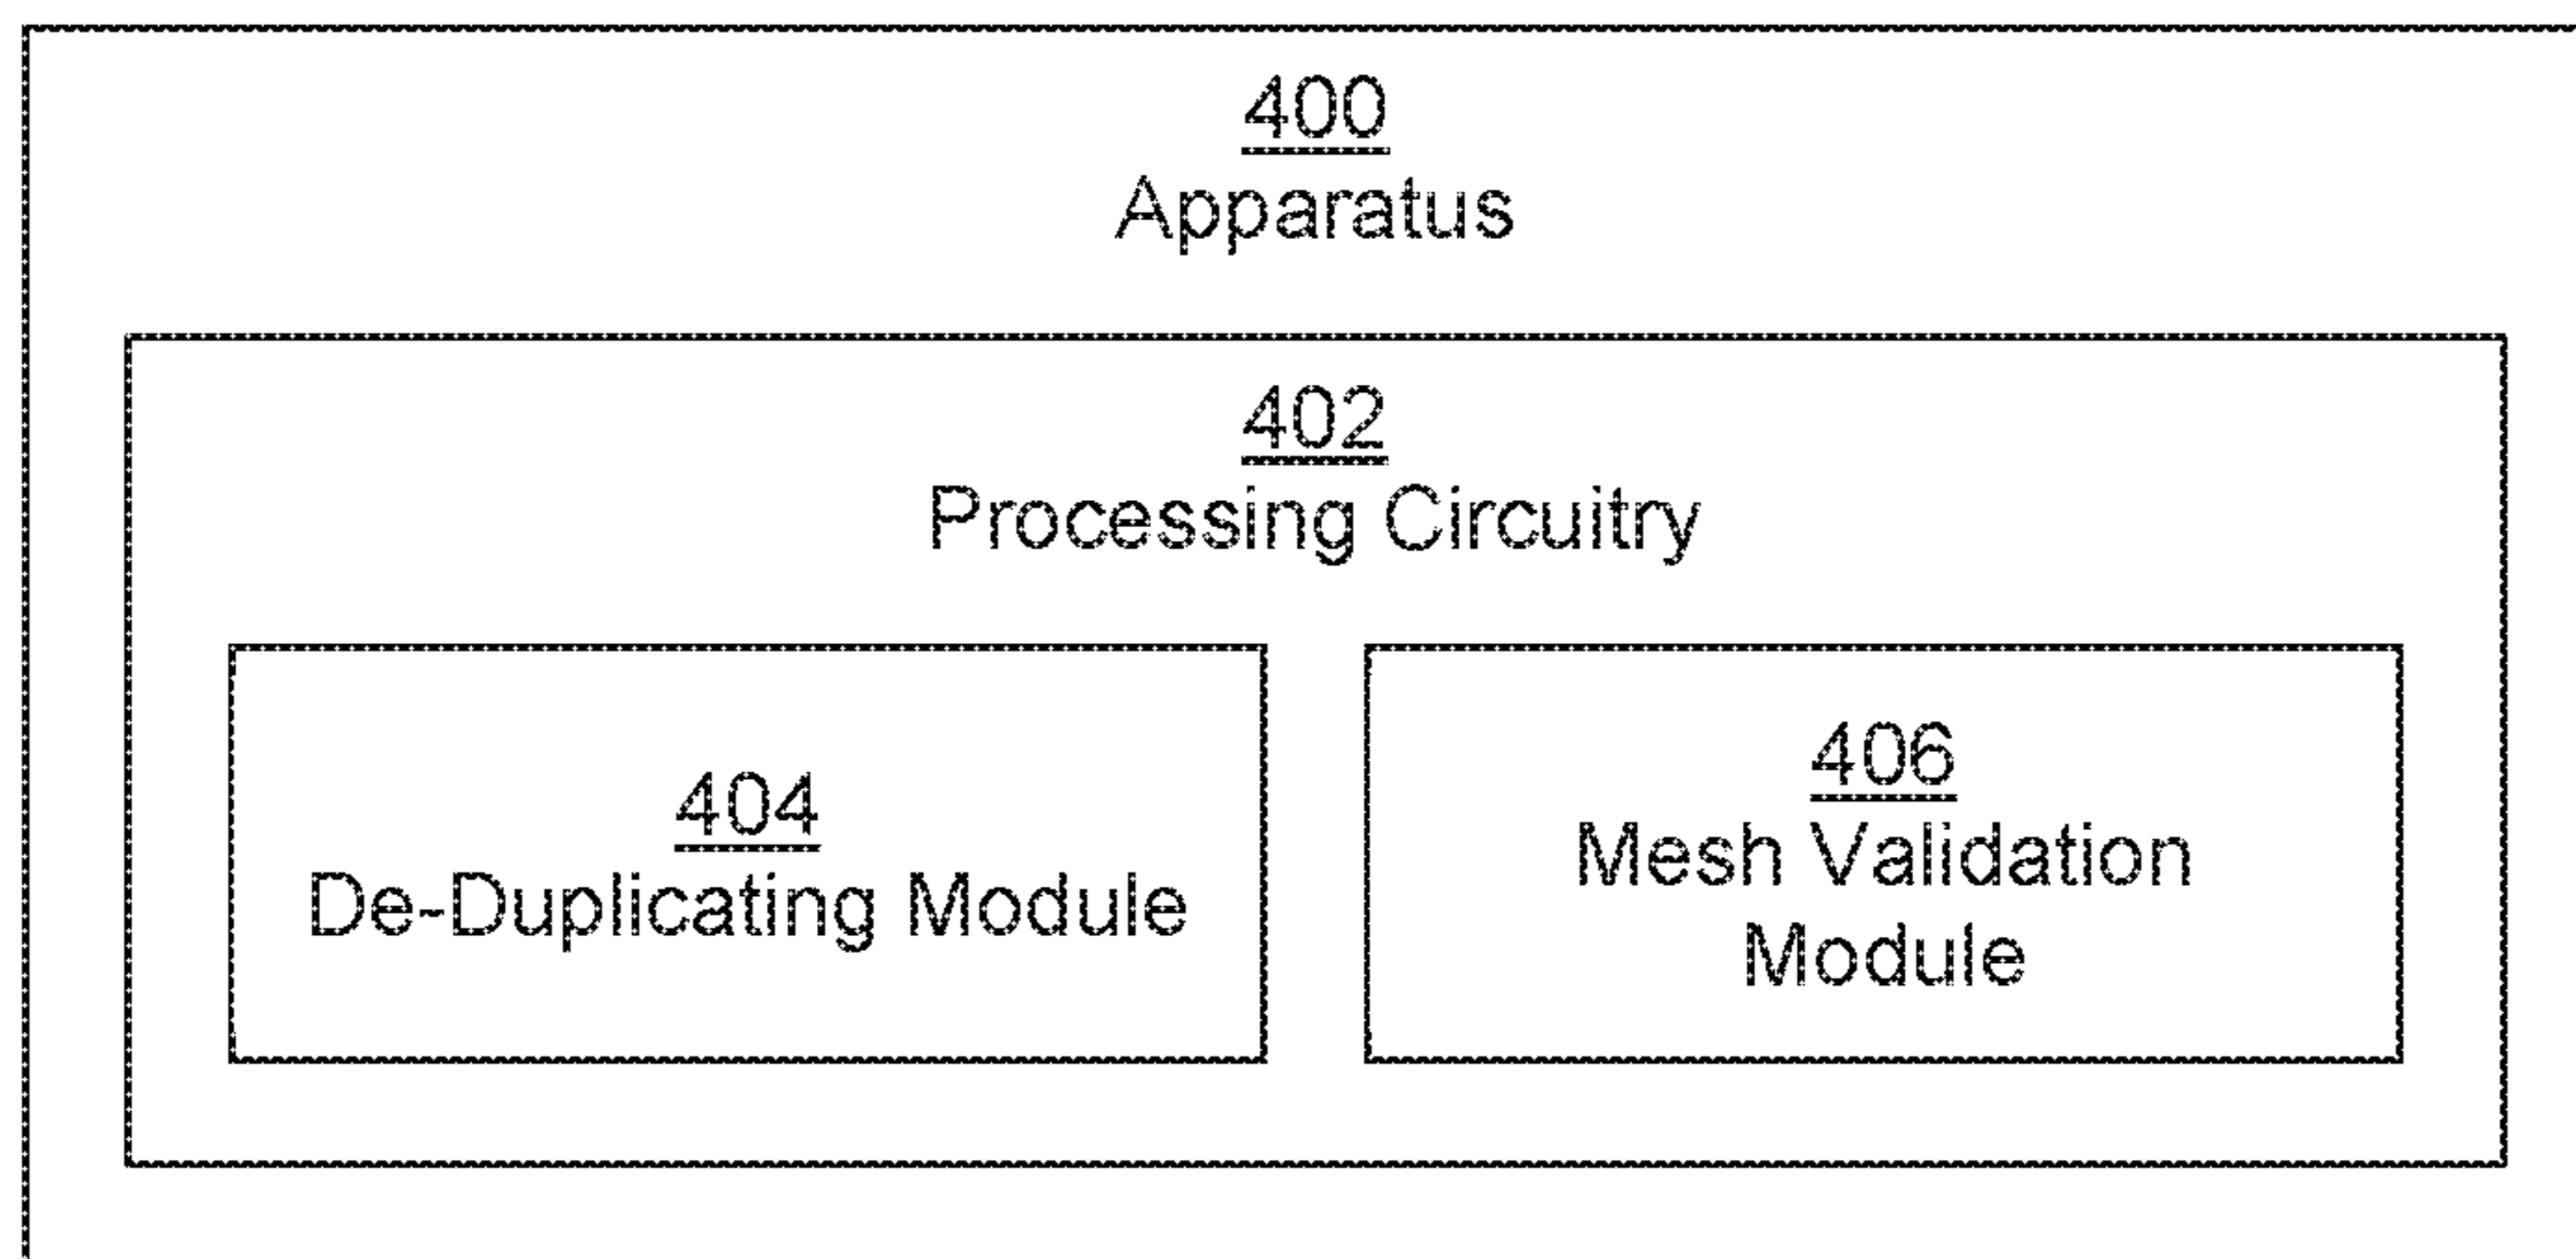 400
Apparatus
402
Processing Circuitry
404
De-Duplicating Module
406
Mesh Validation
Module